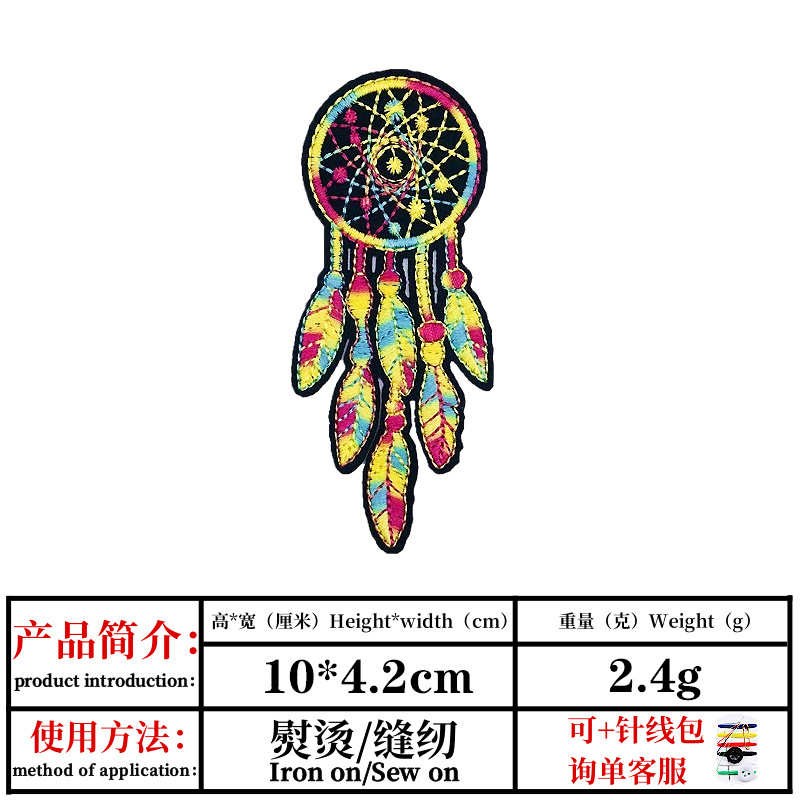 产品简介：
product introduction：
高*宽（厘米）Height*width（cm）
重量（克）Weight（g）
10*4.2cm
2.4g
使用方法：
method of application：
熨烫/缝纫
Iron on/Sew on
可+针线包
询单客服